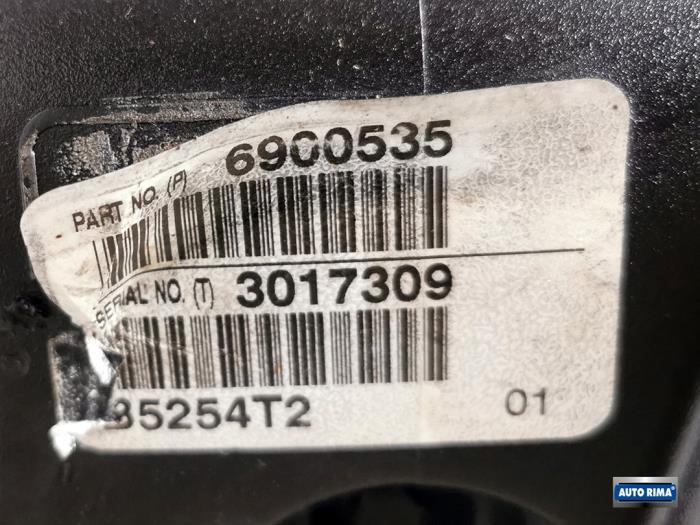 PART NO. (P) 6900535
SERIAL NO. (T) 3017309
35254T2
01
AUTO RIMA